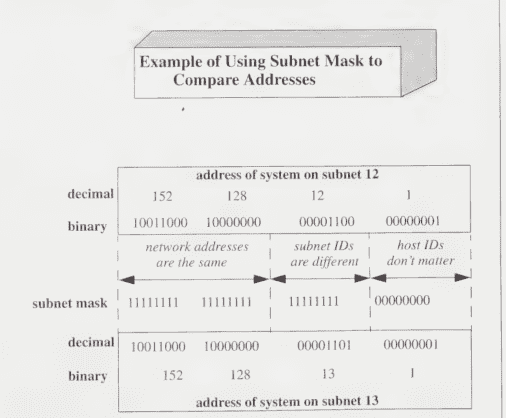 Example of Using Subnet Mask to
Compare Addresses
address of system on subnet 12
decimal 152 128 12 1
binary 10011000 10000000 00001100 00000001
network addresses subnet IDs host IDs
are the same are different don't matter
subnet mask 11111111 11111111 11111111 00000000
decimal 10011000 10000000 00001101 00000001
binary 152 128 13 1
address of system on subnet 13